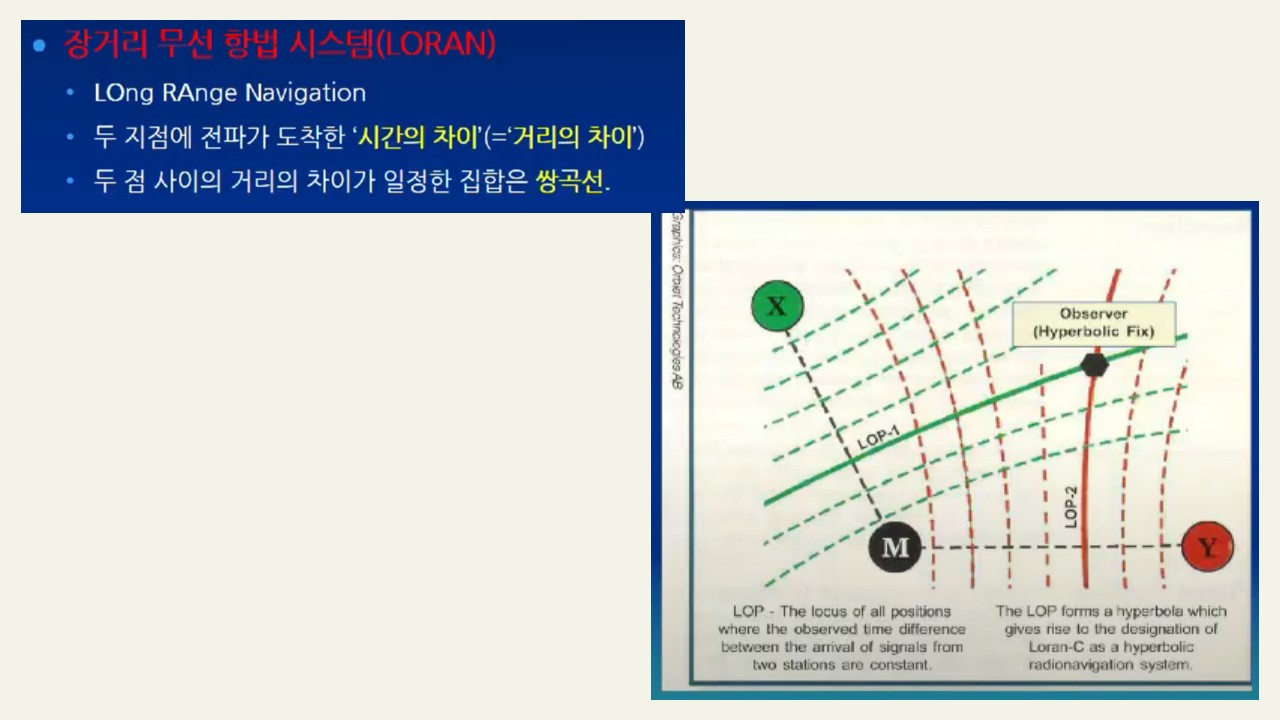 장거리 무선 항법 시스템(LORAN)
LOng RAnge Navigation
두 지점에 전파가 도착한 ‘시간의 차이’(=‘거리의 차이’)
두 점 사이의 거리의 차이가 일정한 집합은 쌍곡선.
Graphics: Orbiet Technologies AB
X
Observer
(Hyperbolic Fix)
LOP-1
LOP-2
M
Y
LOP - The locus of all positions
where the observed time difference
between the arrival of signals from
two stations are constant.
The LOP forms a hyperbola which
gives rise to the designation of
Loran-C as a hyperbolic
radionavigation system.